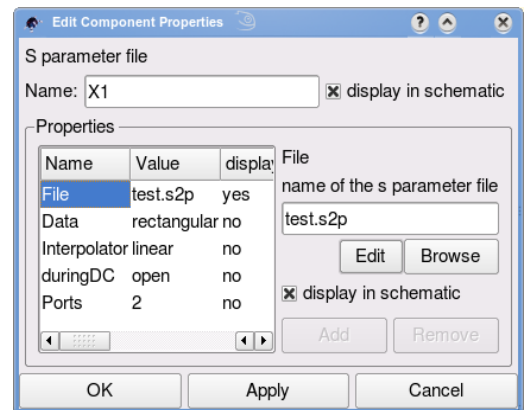 Edit Component Properties
S parameter file
Name: X1 display in schematic
Properties
Name Value display
File test.s2p yes
Data rectangular no
Interpolator linear no
duringDC open no
Ports 2 no
File
name of the s parameter file
test.s2p
Edit Browse
display in schematic
Add Remove
OK Apply Cancel